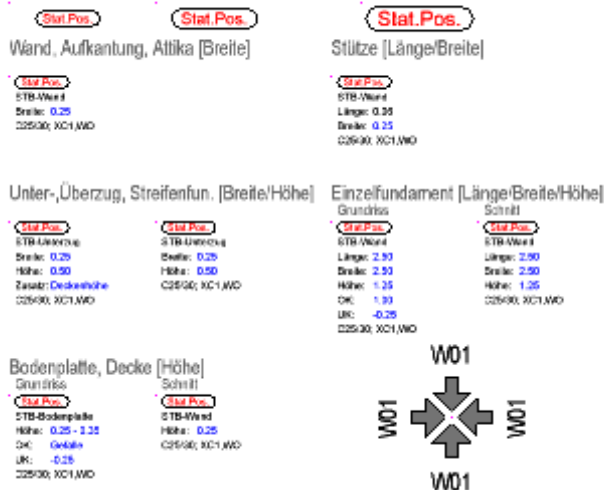 Stat.Pos. Stat.Pos. Stat.Pos.
Wand, Aufkantung, Attika [Breite]
Stat.Pos.
STB-Wand
Breite: 0.25
C25/30; XC1,WO
Stütze [Länge/Breite]
Stat.Pos.
STB-Wand
Länge: 0.35
Breite: 0.25
C25/30; XC1,WO
Unter-,Überzug, Streifenfun. [Breite/Höhe]
Stat.Pos.
STB-Unterzug
Breite: 0.25
Höhe: 0.50
Zusatz: Deckenhöhe
C25/30; XC1,WO
Stat.Pos.
STB-Unterzug
Breite: 0.25
Höhe: 0.50
C25/30; XC1,WO
Einzelfundament [Länge/Breite/Höhe]
Grundriss
Stat.Pos.
STB-Wand
Länge: 2.50
Breite: 2.50
Höhe: 1.25
OK: 1.00
UK: -0.25
C25/30; XC1,WO
Schnitt
Stat.Pos.
STB-Wand
Länge: 2.50
Breite: 2.50
Höhe: 1.25
C25/30; XC1,WO
Bodenplatte, Decke [Höhe]
Grundriss
Stat.Pos.
STB-Bodenplatte
Höhe: 0.25 - 0.35
OK: Gefälle
UK: -0.25
C25/30; XC1,WO
Schnitt
Stat.Pos.
STB-Wand
Höhe: 0.25
C25/30; XC1,WO
W01
W01
W01
W01